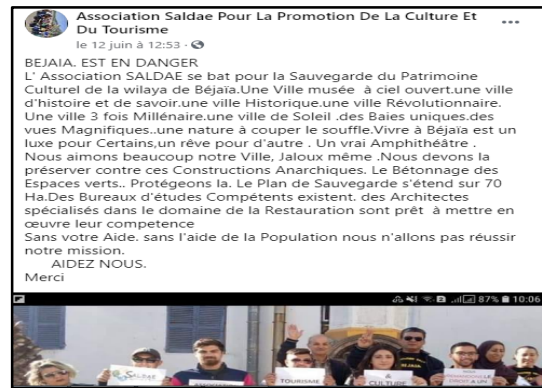 Association Saldae Pour La Promotion De La Culture Et
Du Tourisme
le 12 juin à 12:53 ·
BEJAIA. EST EN DANGER
L' Association SALDAE se bat pour la Sauvegarde du Patrimoine
Culturel de la wilaya de Béjaïa.Une Ville musée à ciel ouvert.une ville
d'histoire et de savoir.une ville Historique.une ville Révolutionnaire.
Une ville 3 fois Millénaire.une ville de Soleil .des Baies uniques.des
vues Magnifiques..une nature à couper le souffle.Vivre à Béjaïa est un
luxe pour Certains,un rêve pour d'autre . Un vrai Amphithéâtre .
Nous aimons beaucoup notre Ville, Jaloux même .Nous devons la
préserver contre ces Constructions Anarchiques. Le Bétonnage des
Espaces verts.. Protégeons la. Le Plan de Sauvegarde s'étend sur 70
Ha.Des Bureaux d'études Compétents existent. des Architectes
spécialisés dans le domaine de la Restauration sont prêt à mettre en
œuvre leur competence
Sans votre Aide. sans l'aide de la Population nous n'allons pas réussir
notre mission.
AIDEZ NOUS.
Merci
87% 10:06
SALDAE
TOURISME
CULTURE